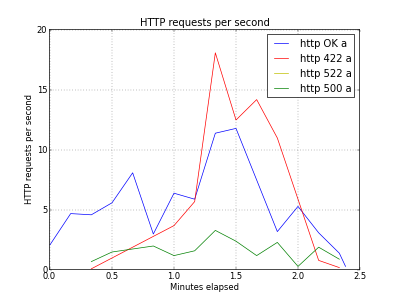 HTTP requests per second
20
15
10
5
0
HTTP requests per second
http OK a
http 422 a
http 522 a
http 500 a
0.0 0.5 1.0 1.5 2.0 2.5
Minutes elapsed